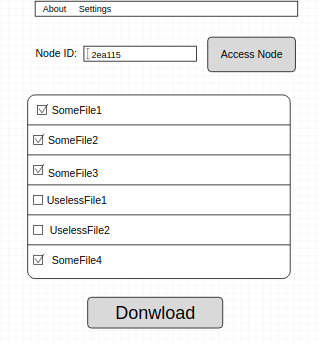 About Settings
Node ID: 2ea115 Access Node
SomeFile1
SomeFile2
SomeFile3
UselessFile1
UselessFile2
SomeFile4
Donwload